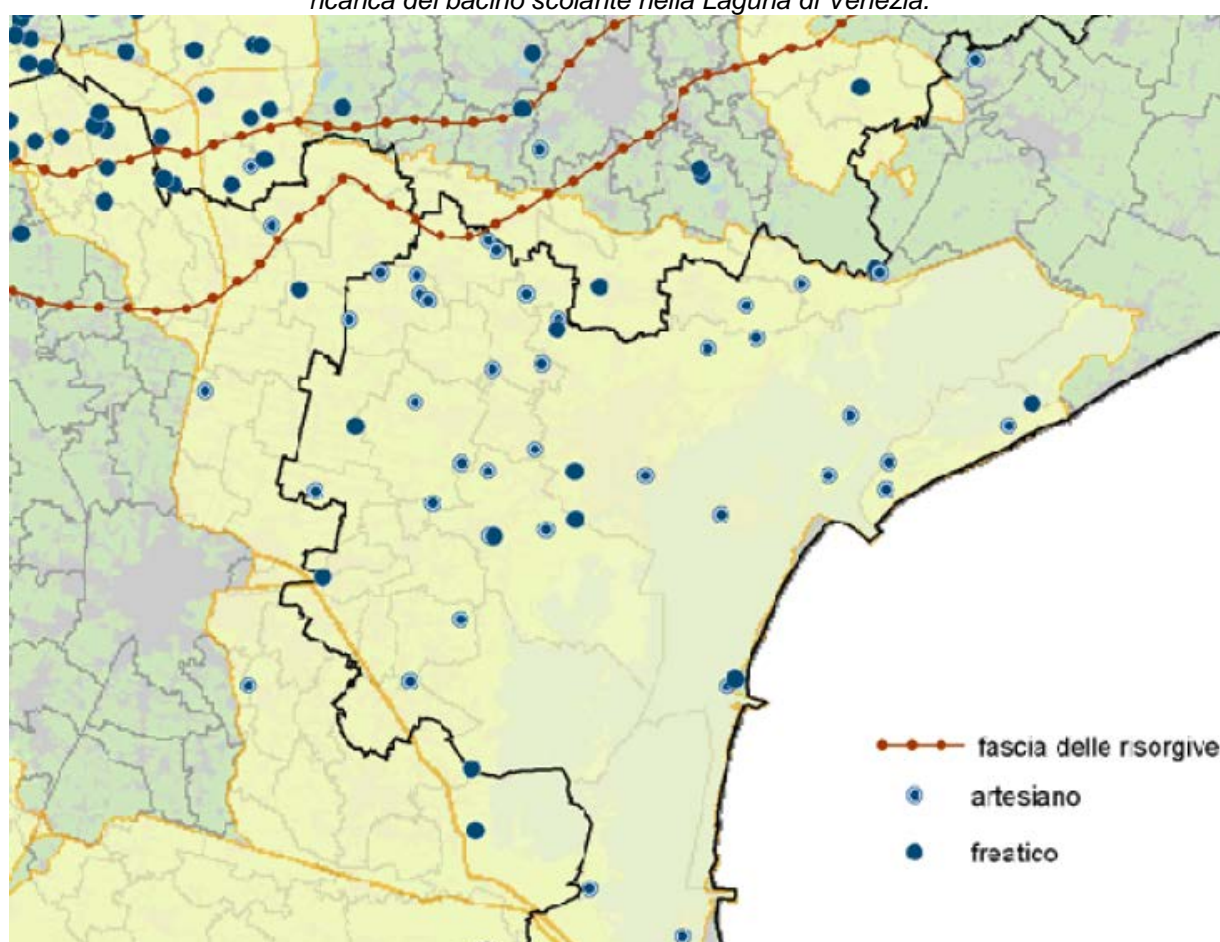 ricarica del bacino scolante nella Laguna di Venezia.
fascia delle risorgive
artesiano
freatico